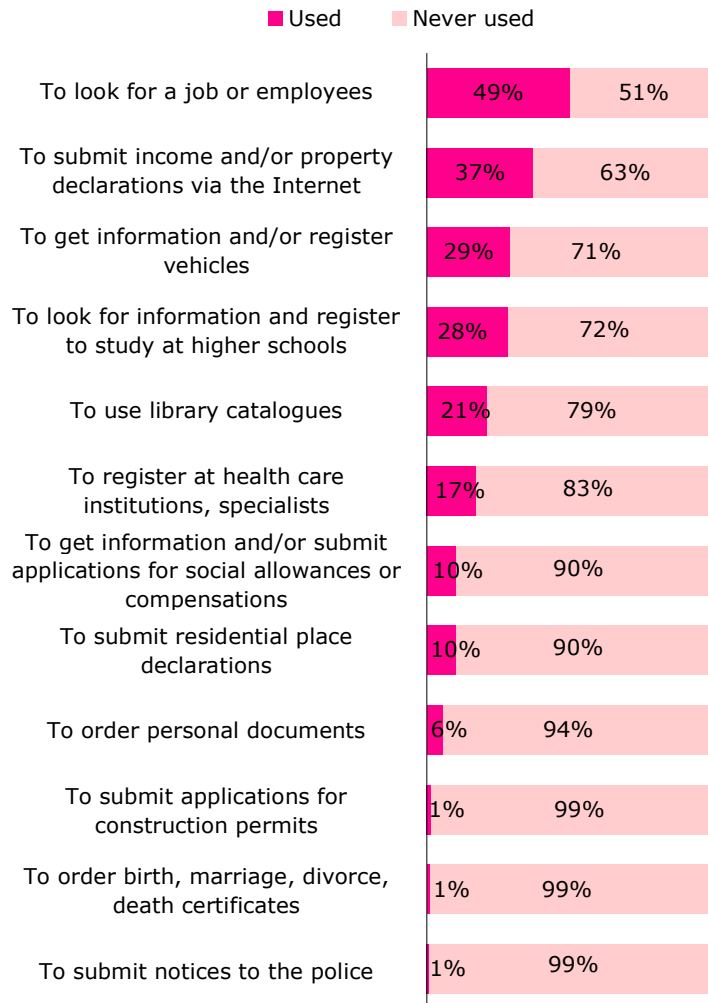 Used Never used
To look for a job or employees
49% 51%
To submit income and/or property
declarations via the Internet
37% 63%
To get information and/or register
vehicles
29% 71%
To look for information and register
to study at higher schools
28% 72%
To use library catalogues
21% 79%
To register at health care
institutions, specialists
17% 83%
To get information and/or submit
applications for social allowances or
compensations
10% 90%
To submit residential place
declarations
10% 90%
To order personal documents
6% 94%
To submit applications for
construction permits
1% 99%
To order birth, marriage, divorce,
death certificates
1% 99%
To submit notices to the police
1% 99%